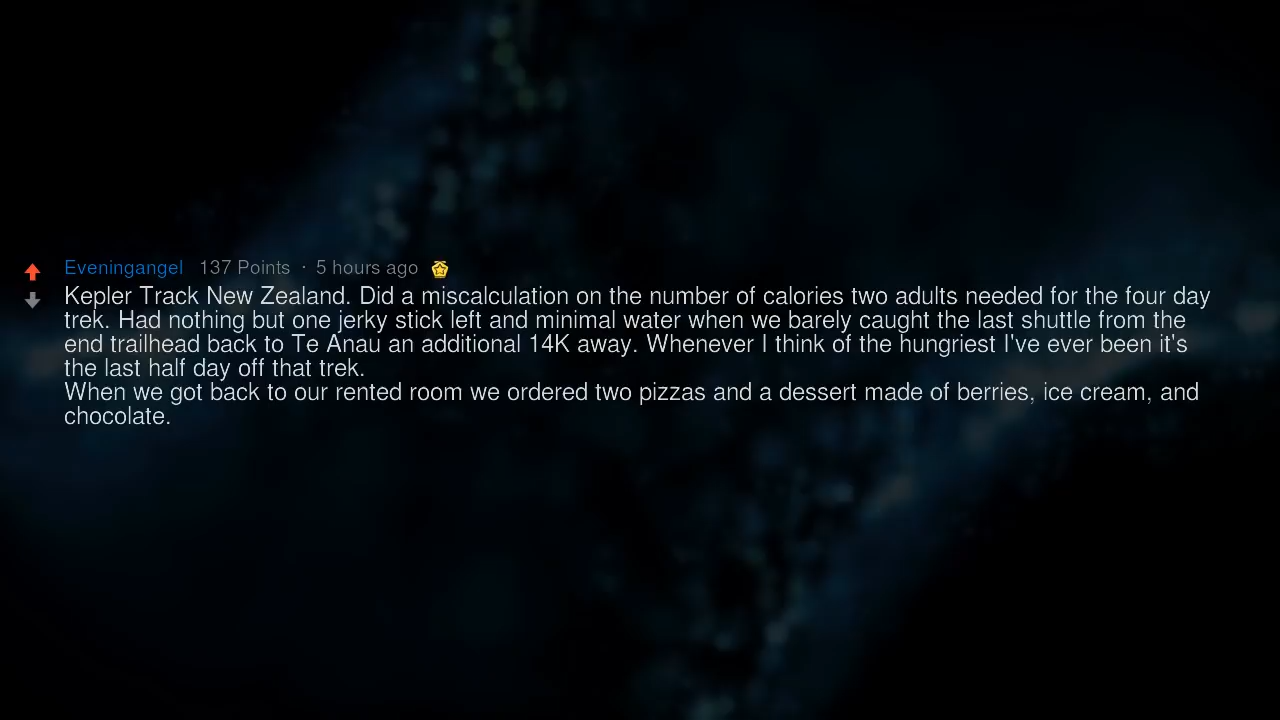 Eveningangel 137 Points · 5 hours ago
Kepler Track New Zealand. Did a miscalculation on the number of calories two adults needed for the four day
trek. Had nothing but one jerky stick left and minimal water when we barely caught the last shuttle from the
end trailhead back to Te Anau an additional 14K away. Whenever I think of the hungriest I've ever been it's
the last half day off that trek.
When we got back to our rented room we ordered two pizzas and a dessert made of berries, ice cream, and
chocolate.